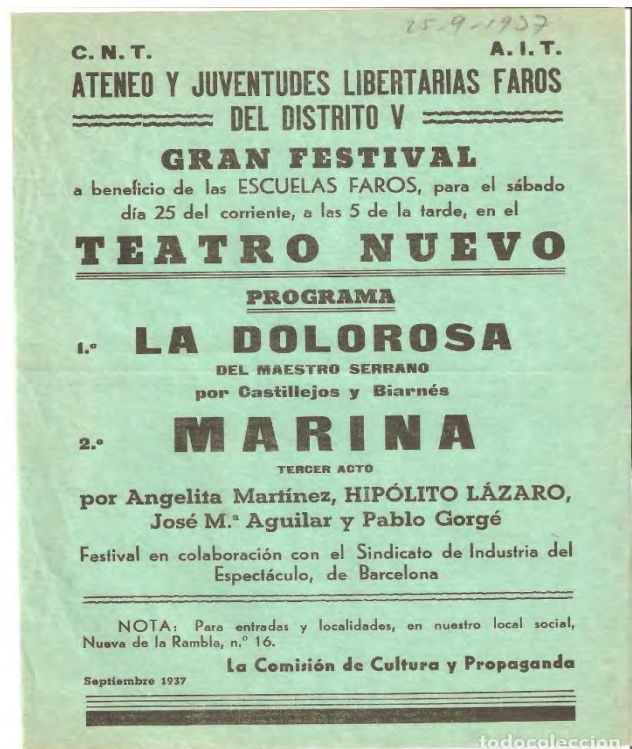 25-9-1937
C. N. T. A. I. T.
ATENEO Y JUVENTUDES LIBERTARIAS FAROS
DEL DISTRITO V
GRAN FESTIVAL
a beneficio de las ESCUELAS FAROS, para el sábado
día 25 del corriente, a las 5 de la tarde, en el
TEATRO NUEVO
PROGRAMA
1.º LA DOLOROSA
DEL MAESTRO SERRANO
por Castillejos y Biarnés
2.º MARINA
TERCER ACTO
por Angelita Martínez, HIPÓLITO LÁZARO,
José M.ª Aguilar y Pablo Gorgé
Festival en colaboración con el Sindicato de Industria del
Espectáculo, de Barcelona
NOTA: Para entradas y localidades, en nuestro local social,
Nueva de la Rambla, n.º 16.
La Comisión de Cultura y Propaganda
Septiembre 1937
todocoleccion